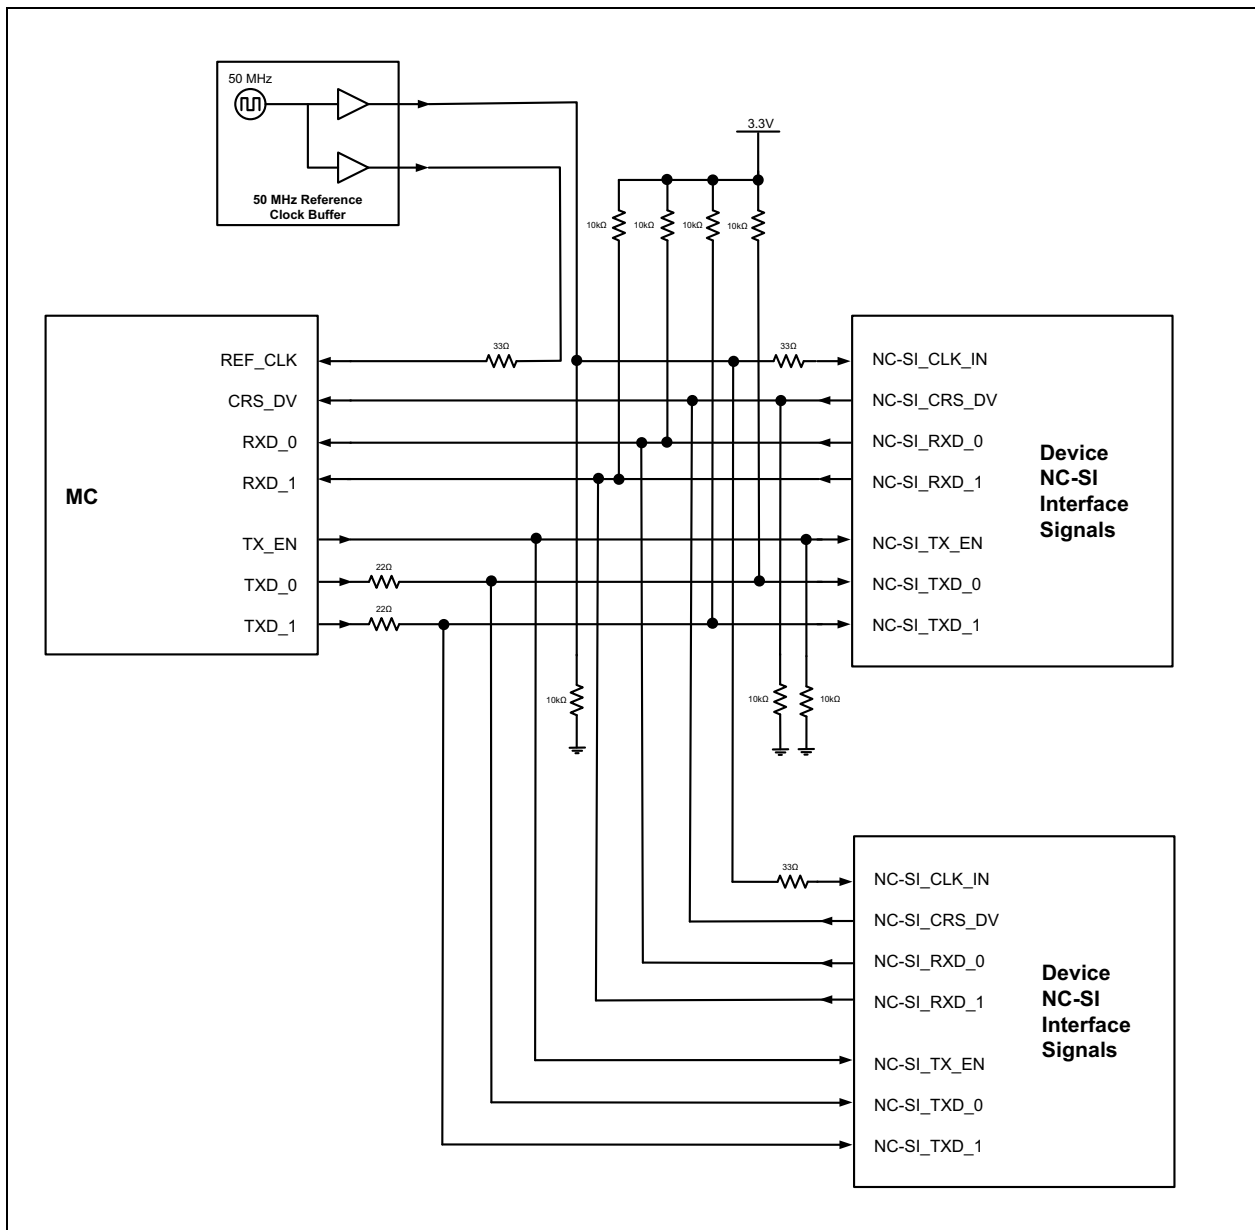 50 MHz
50 MHz Reference
Clock Buffer
3.3V
10kΩ
10kΩ
10kΩ
10kΩ
MC
REF_CLK
CRS_DV
RXD_0
RXD_1
TX_EN
TXD_0
TXD_1
33Ω
33Ω
22Ω
22Ω
NC-SI_CLK_IN
NC-SI_CRS_DV
NC-SI_RXD_0
NC-SI_RXD_1
NC-SI_TX_EN
NC-SI_TXD_0
NC-SI_TXD_1
Device
NC-SI
Interface
Signals
10kΩ
10kΩ
10kΩ
33Ω
NC-SI_CLK_IN
NC-SI_CRS_DV
NC-SI_RXD_0
NC-SI_RXD_1
NC-SI_TX_EN
NC-SI_TXD_0
NC-SI_TXD_1
Device
NC-SI
Interface
Signals